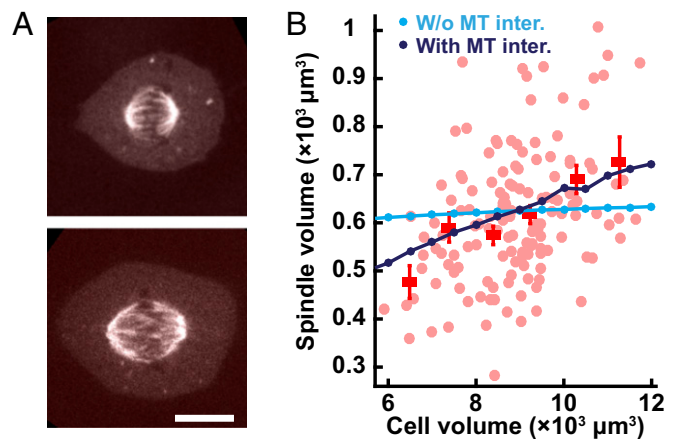 A
B
W/o MT inter.
With MT inter.
Spindle volume (×10³ μm³)
1
0.9
0.8
0.7
0.6
0.5
0.4
0.3
6
8
10
12
Cell volume (×10³ μm³)